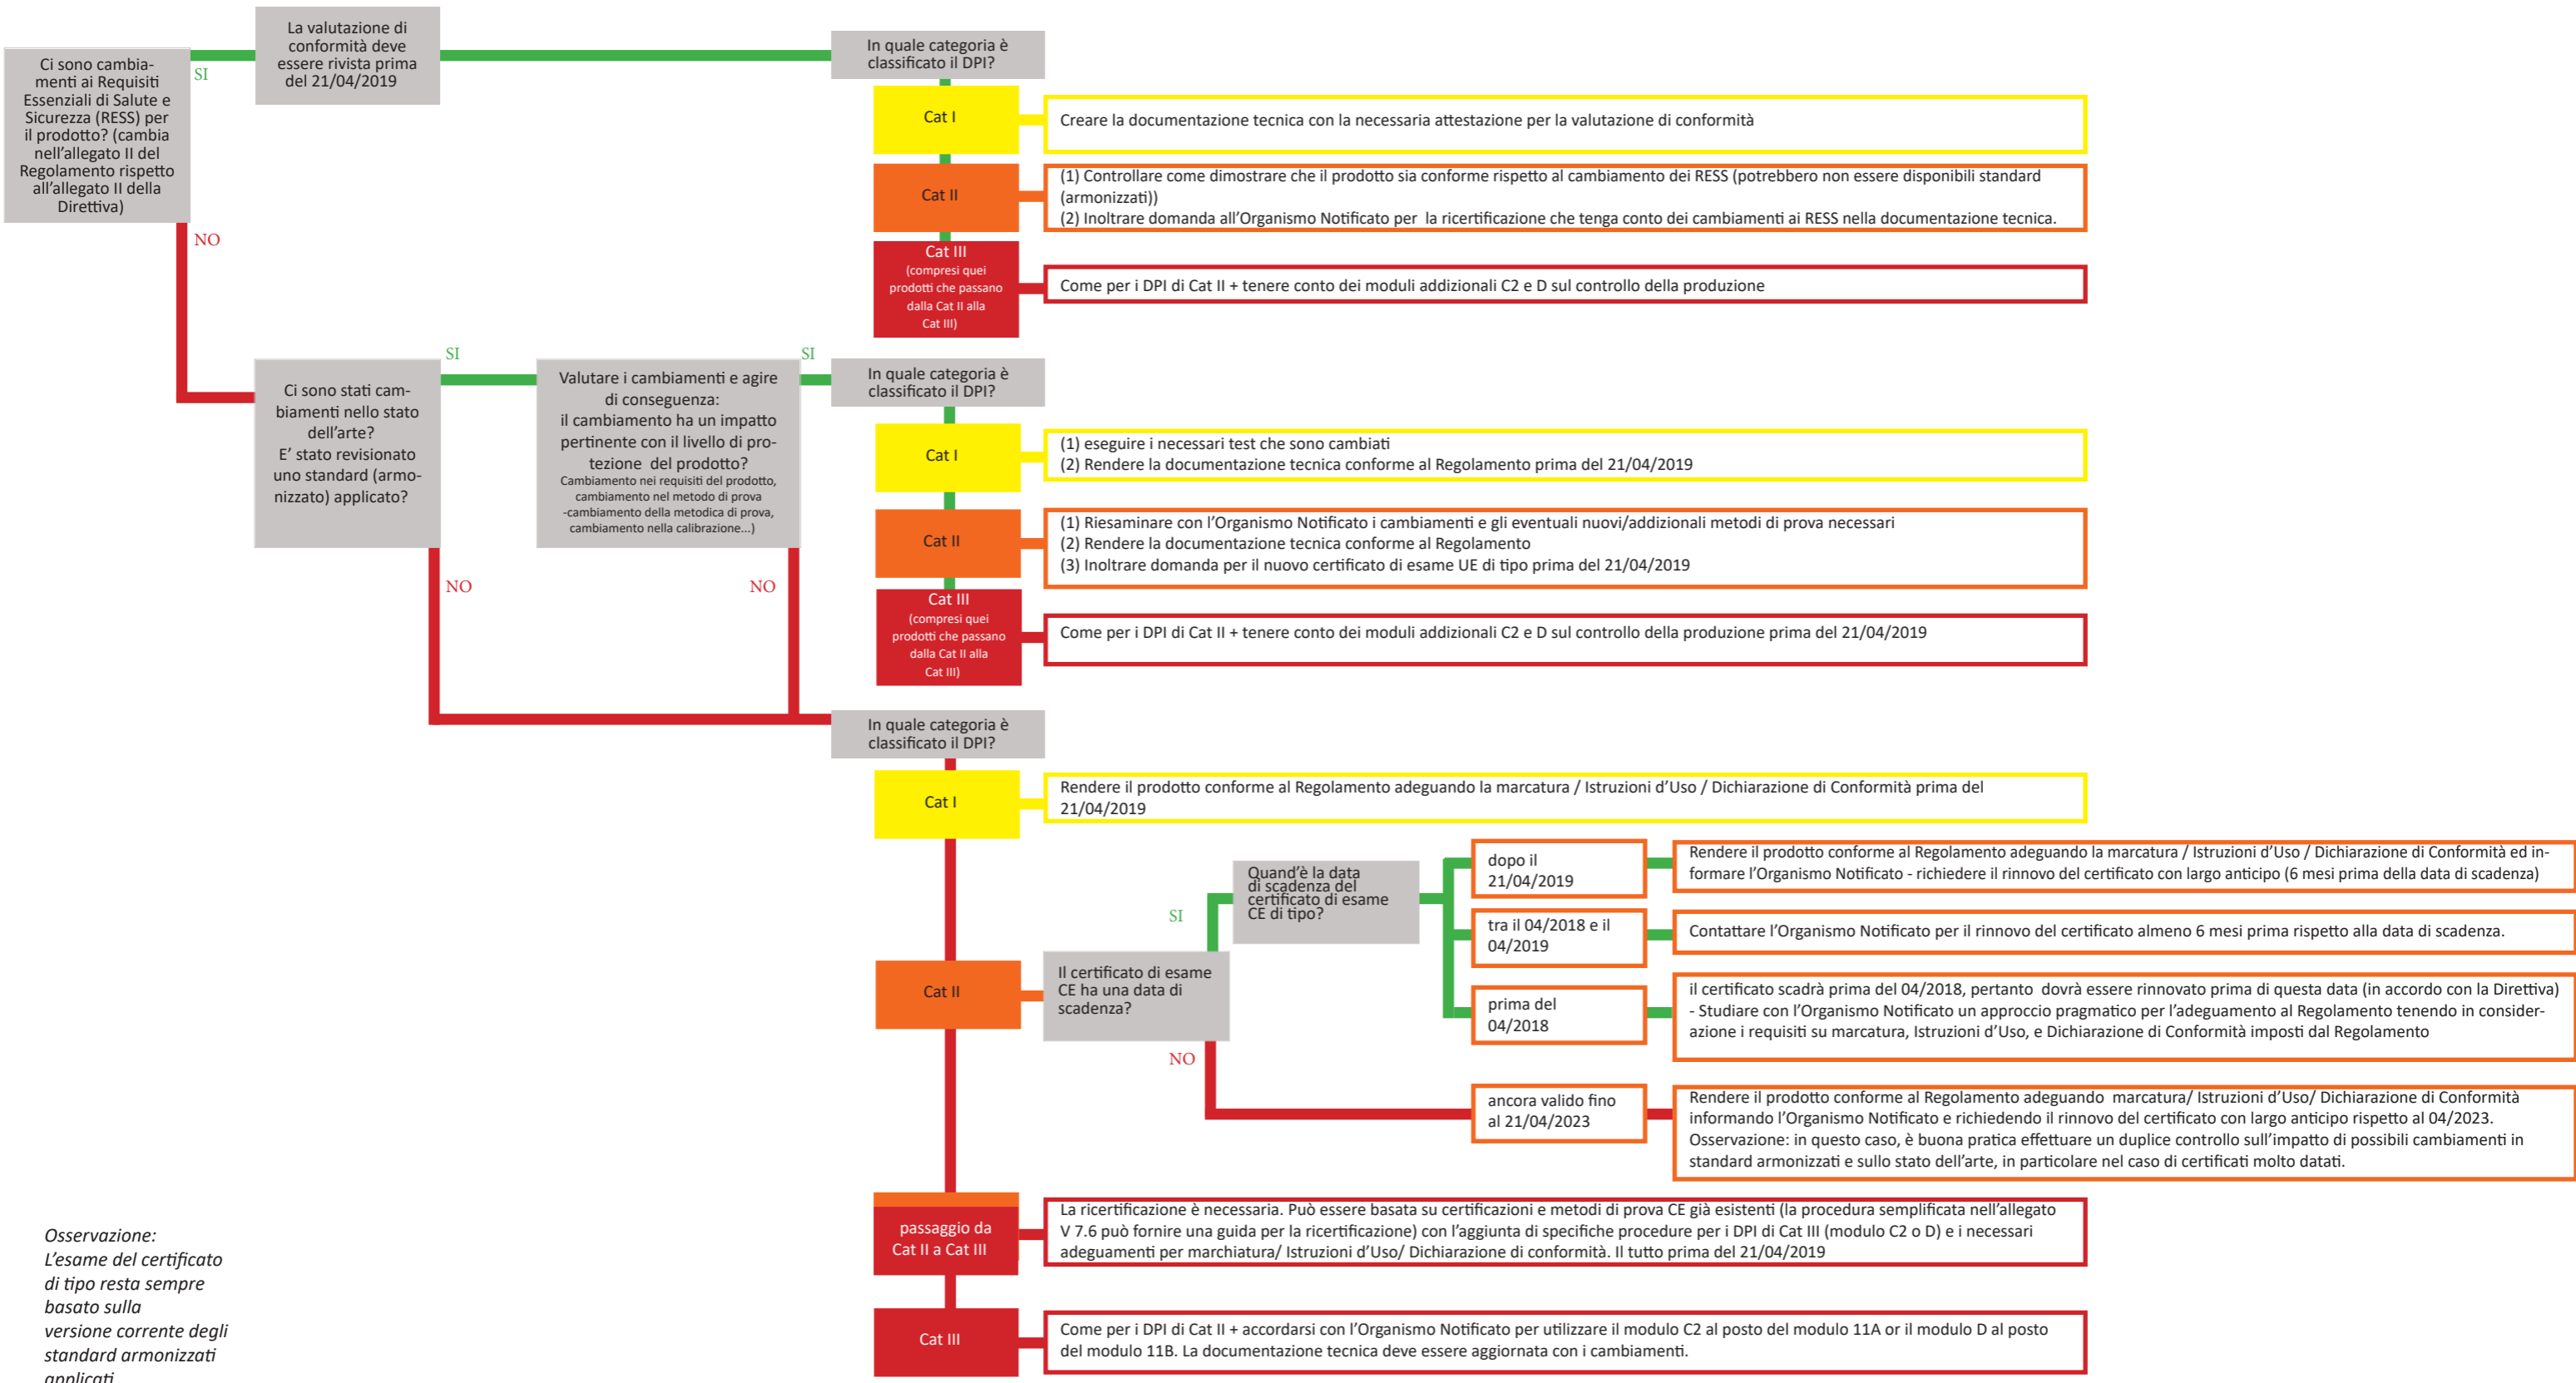 Ci sono cambia-
menti ai Requisiti
Essenziali di Salute e
Sicurezza (RESS) per
il prodotto? (cambia
nell'allegato II del
Regolamento rispetto
all'allegato II della
Direttiva)
SI
La valutazione di
conformità deve
essere rivista prima
del 21/04/2019
In quale categoria è
classificato il DPI?
Cat I
Creare la documentazione tecnica con la necessaria attestazione per la valutazione di conformità
Cat II
(1) Controllare come dimostrare che il prodotto sia conforme rispetto al cambiamento dei RESS (potrebbero non essere disponibili standard
(armonizzati))
(2) Inoltrare domanda all'Organismo Notificato per la ricertificazione che tenga conto dei cambiamenti ai RESS nella documentazione tecnica.
Cat III
(compresi quei
prodotti che passano
dalla Cat II alla
Cat III)
Come per i DPI di Cat II + tenere conto dei moduli addizionali C2 e D sul controllo della produzione
NO
Ci sono stati cam-
biamenti nello stato
dell'arte?
E' stato revisionato
uno standard (armo-
nizzato) applicato?
SI
Valutare i cambiamenti e agire
di conseguenza:
il cambiamento ha un impatto
pertinente con il livello di pro-
tezione del prodotto?
Cambiamento nei requisiti del prodotto,
cambiamento nel metodo di prova
-cambiamento della metodica di prova,
cambiamento nella calibrazione...)
SI
In quale categoria è
classificato il DPI?
Cat I
(1) eseguire i necessari test che sono cambiati
(2) Rendere la documentazione tecnica conforme al Regolamento prima del 21/04/2019
Cat II
(1) Riesaminare con l'Organismo Notificato i cambiamenti e gli eventuali nuovi/addizionali metodi di prova necessari
(2) Rendere la documentazione tecnica conforme al Regolamento
(3) Inoltrare domanda per il nuovo certificato di esame UE di tipo prima del 21/04/2019
Cat III
(compresi quei
prodotti che passano
dalla Cat II alla
Cat III)
Come per i DPI di Cat II + tenere conto dei moduli addizionali C2 e D sul controllo della produzione prima del 21/04/2019
NO
NO
In quale categoria è
classificato il DPI?
Cat I
Rendere il prodotto conforme al Regolamento adeguando la marcatura / Istruzioni d'Uso / Dichiarazione di Conformità prima del
21/04/2019
Cat II
Il certificato di esame
CE ha una data di
scadenza?
SI
Quand'è la data
di scadenza del
certificato di esame
CE di tipo?
dopo il
21/04/2019
Rendere il prodotto conforme al Regolamento adeguando la marcatura / Istruzioni d'Uso / Dichiarazione di Conformità ed in-
formare l'Organismo Notificato - richiedere il rinnovo del certificato con largo anticipo (6 mesi prima della data di scadenza)
tra il 04/2018 e il
04/2019
Contattare l'Organismo Notificato per il rinnovo del certificato almeno 6 mesi prima rispetto alla data di scadenza.
prima del
04/2018
il certificato scadrà prima del 04/2018, pertanto dovrà essere rinnovato prima di questa data (in accordo con la Direttiva)
- Studiare con l'Organismo Notificato un approccio pragmatico per l'adeguamento al Regolamento tenendo in consider-
azione i requisiti su marcatura, Istruzioni d'Uso, e Dichiarazione di Conformità imposti dal Regolamento
NO
ancora valido fino
al 21/04/2023
Rendere il prodotto conforme al Regolamento adeguando marcatura/ Istruzioni d'Uso/ Dichiarazione di Conformità
informando l'Organismo Notificato e richiedendo il rinnovo del certificato con largo anticipo rispetto al 04/2023.
Osservazione: in questo caso, è buona pratica effettuare un duplice controllo sull'impatto di possibili cambiamenti in
standard armonizzati e sullo stato dell'arte, in particolare nel caso di certificati molto datati.
passaggio da
Cat II a Cat III
La ricertificazione è necessaria. Può essere basata su certificazioni e metodi di prova CE già esistenti (la procedura semplificata nell'allegato
V 7.6 può fornire una guida per la ricertificazione) con l'aggiunta di specifiche procedure per i DPI di Cat III (modulo C2 o D) e i necessari
adeguamenti per marchiatura/ Istruzioni d'Uso/ Dichiarazione di conformità. Il tutto prima del 21/04/2019
Cat III
Come per i DPI di Cat II + accordarsi con l'Organismo Notificato per utilizzare il modulo C2 al posto del modulo 11A or il modulo D al posto
del modulo 11B. La documentazione tecnica deve essere aggiornata con i cambiamenti.
Osservazione:
L'esame del certificato
di tipo resta sempre
basato sulla
versione corrente degli
standard armonizzati
applicati